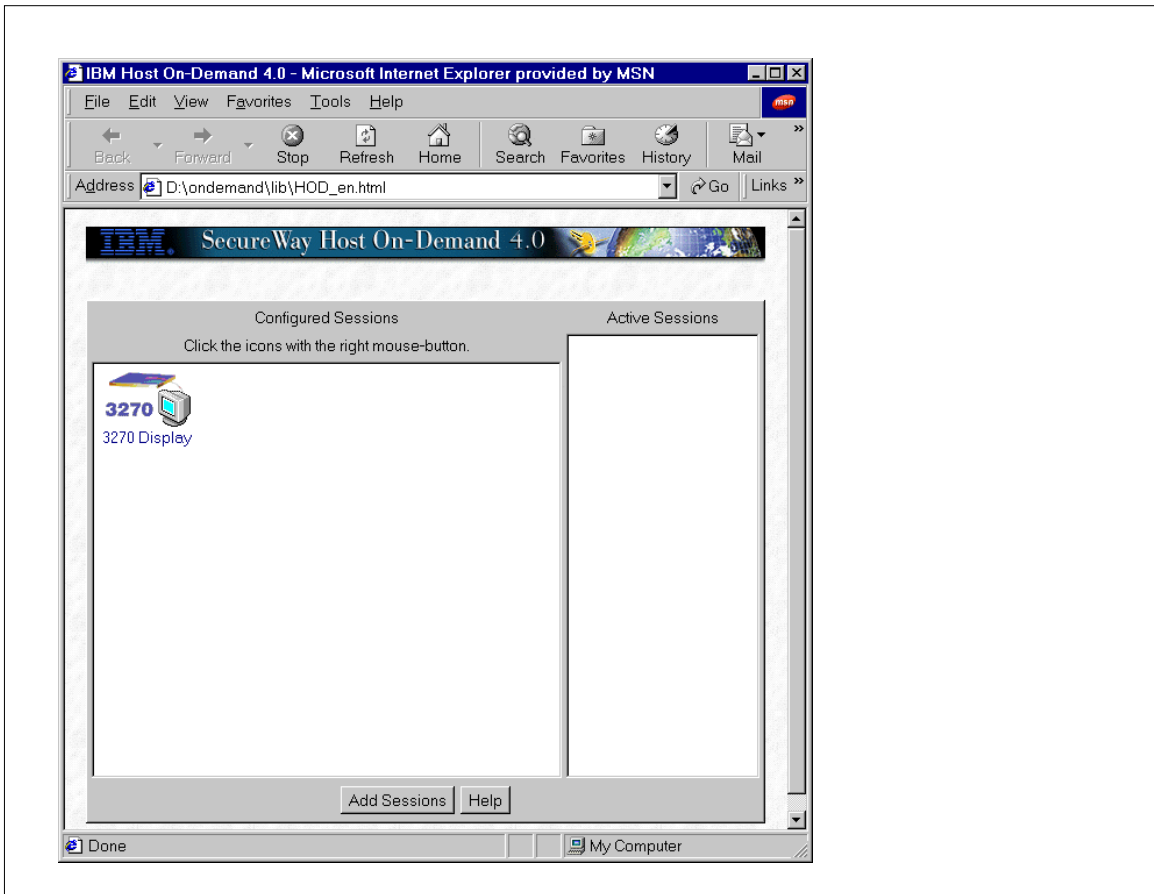 IBM Host On-Demand 4.0 - Microsoft Internet Explorer provided by MSN
File Edit View Favorites Tools Help
msn
Back Forward Stop Refresh Home Search Favorites History Mail »
Address D:\ondemand\lib\HOD_en.html Go Links »
IBM. SecureWay Host On-Demand 4.0
Configured Sessions Active Sessions
Click the icons with the right mouse-button.
3270
3270 Display
Add Sessions Help
Done My Computer